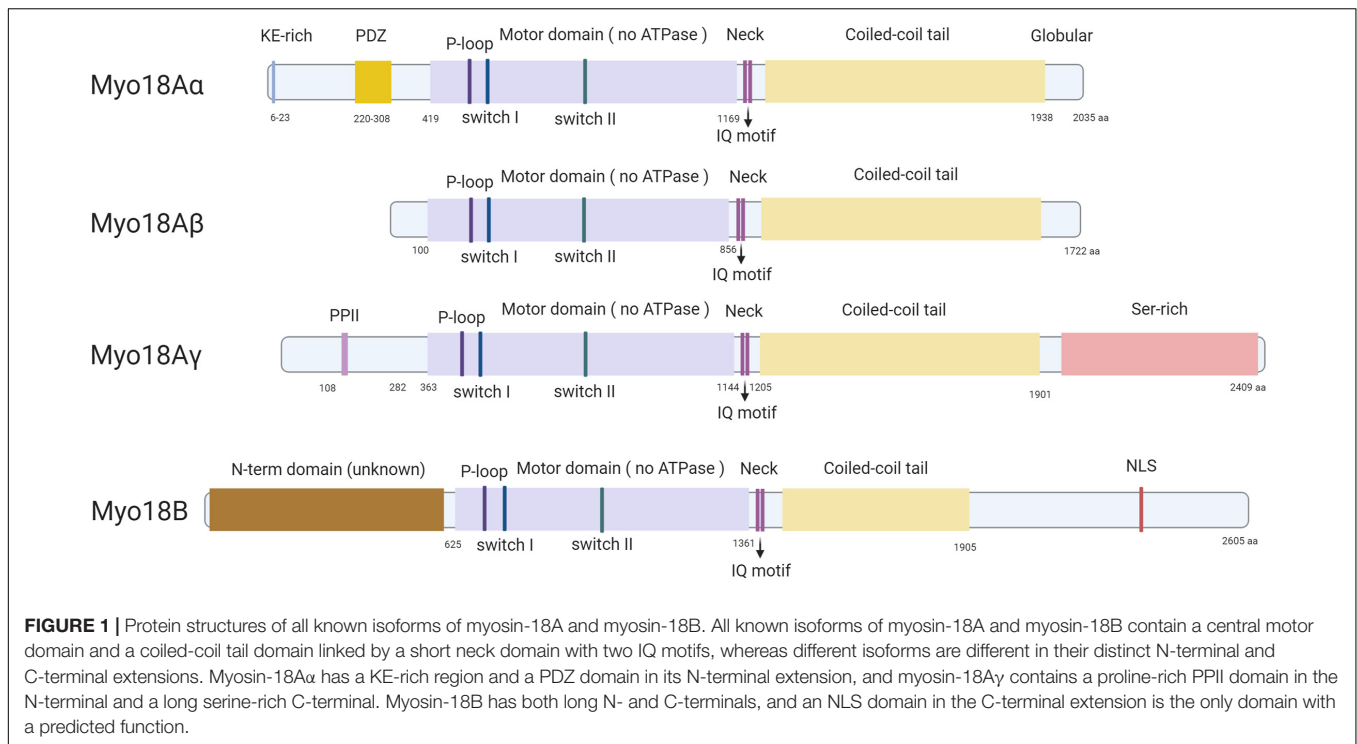 KE-rich PDZ P-loop Motor domain ( no ATPase ) Neck Coiled-coil tail Globular
Myo18Aα
6-23 220-308 419 switch I switch II 1169 1938 2035 aa
IQ motif
P-loop Motor domain ( no ATPase ) Neck Coiled-coil tail
Myo18Aβ
100 switch I switch II 856 1722 aa
IQ motif
PPII P-loop Motor domain ( no ATPase ) Neck Coiled-coil tail Ser-rich
Myo18Aγ
108 282 363 switch I switch II 1144 1205 1901 2409 aa
IQ motif
N-term domain (unknown) P-loop Motor domain ( no ATPase ) Neck Coiled-coil tail NLS
Myo18B
625 switch I switch II 1361 1905 2605 aa
IQ motif
FIGURE 1 | Protein structures of all known isoforms of myosin-18A and myosin-18B. All known isoforms of myosin-18A and myosin-18B contain a central motor
domain and a coiled-coil tail domain linked by a short neck domain with two IQ motifs, whereas different isoforms are different in their distinct N-terminal and
C-terminal extensions. Myosin-18Aα has a KE-rich region and a PDZ domain in its N-terminal extension, and myosin-18Aγ contains a proline-rich PPII domain in the
N-terminal and a long serine-rich C-terminal. Myosin-18B has both long N- and C-terminals, and an NLS domain in the C-terminal extension is the only domain with
a predicted function.